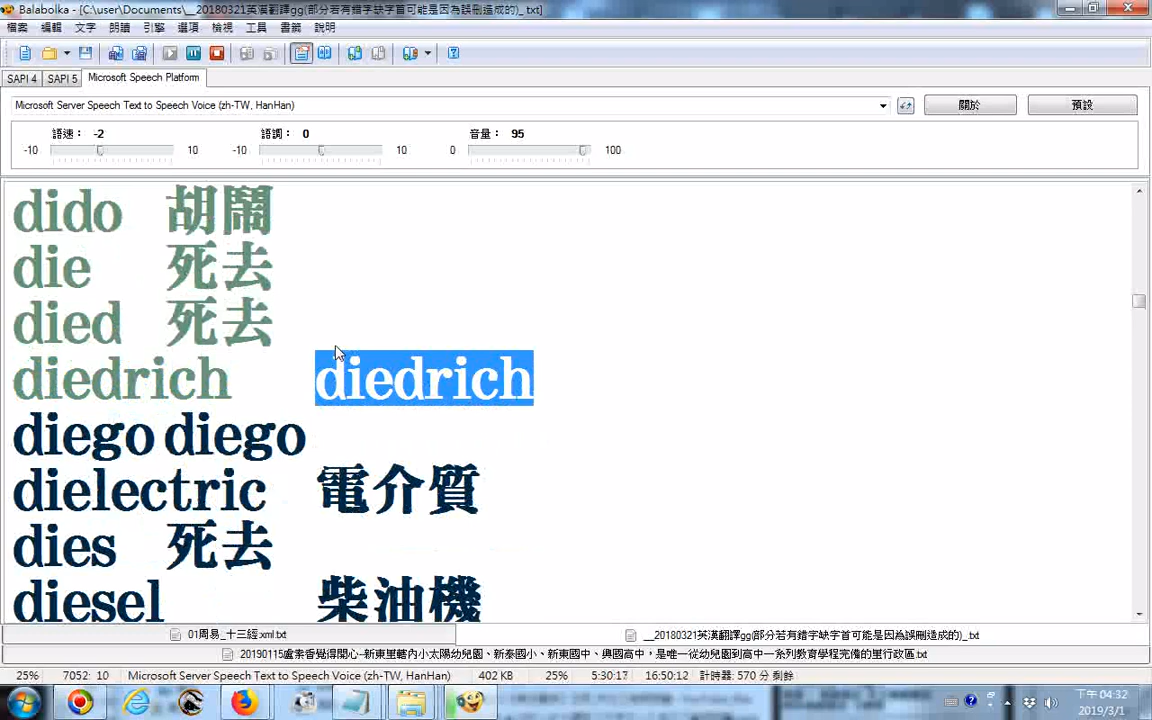 Balabolka - [C:\user\Documents\__20180321英漢翻譯gg(部分若有錯字缺字首可能是因為誤刪造成的)_.txt]
檔案 編輯 文字 朗讀 引擎 選項 檢視 工具 書籤 說明
SAPI 4 SAPI 5 Microsoft Speech Platform
Microsoft Server Speech Text to Speech Voice (zh-TW, HanHan) 關於 預設
語速： -2 語調： 0 音量： 95
-10 10 -10 10 0 100
dido 胡鬧
die 死去
died 死去
diedrich diedrich
diego diego
dielectric 電介質
dies 死去
diesel 柴油機
01周易_十三經.xml.txt __20180321英漢翻譯gg(部分若有錯字缺字首可能是因為誤刪造成的)_.txt
20190115盧素香覺得開心-新東里轄內小太陽幼兒園、新泰國小、新東國中、興國高中，是唯一從幼兒園到高中一系列教育學程完備的里行政區.txt
25% 7052: 10 Microsoft Server Speech Text to Speech Voice (zh-TW, HanHan) 402 KB 25% 5:30:17 16:50:12 計時器: 570 分 剩餘
下午 04:32
2019/3/1